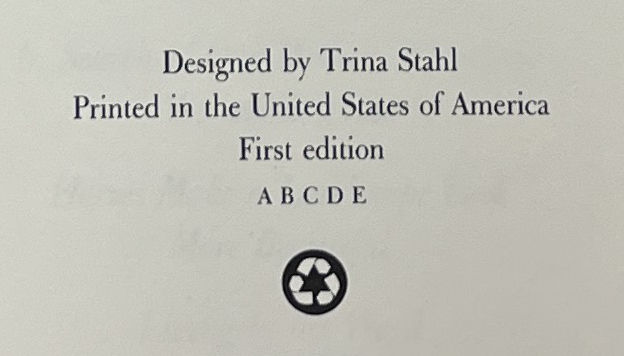 Designed by Trina Stahl
Printed in the United States of America
First edition
A B C D E